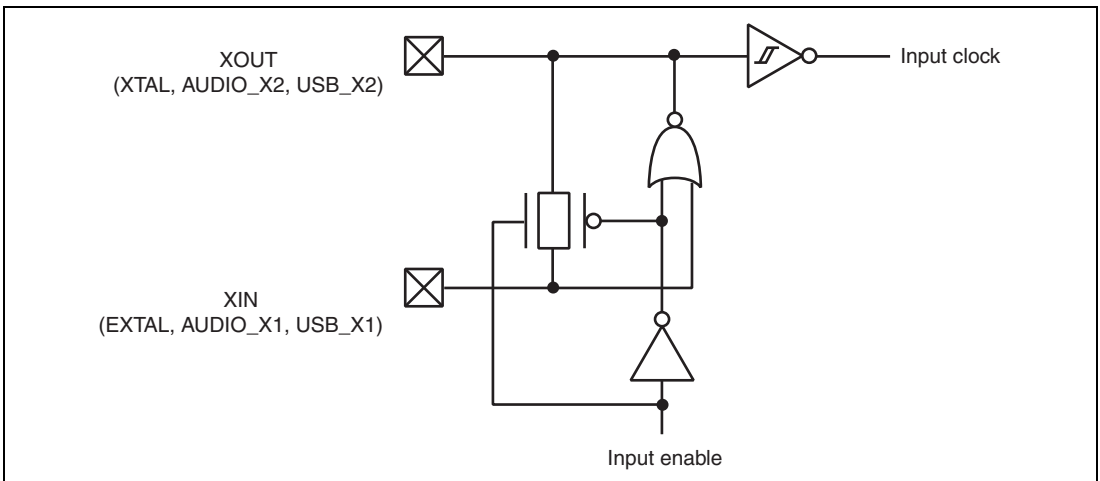 XOUT
(XTAL, AUDIO_X2, USB_X2)
Input clock
XIN
(EXTAL, AUDIO_X1, USB_X1)
Input enable